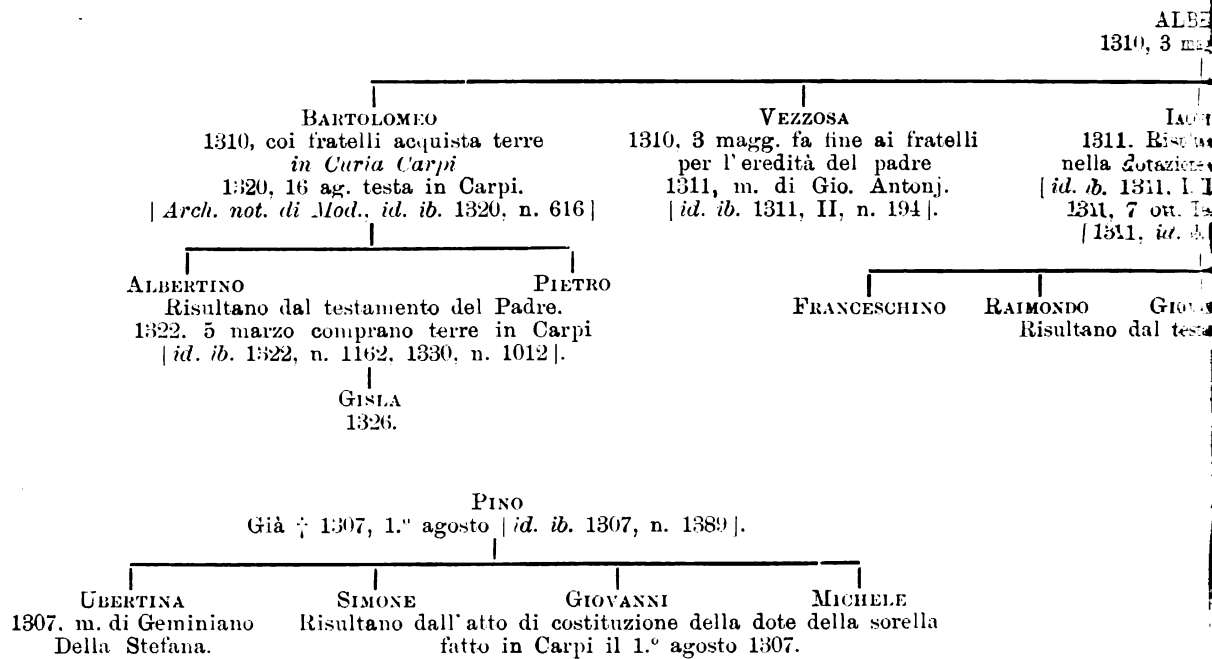 1310, 3
BARTOLOMEO
1310, coi fratelli acquista terre
in Curia Carpi
1320, 16 ag. testa in Carpi.
[Arch. not. di Mod., id. ib. 1320, n. 616]
VEZZOSA
1310, 3 magg. fa fine ai fratelli
per l'eredità del padre
1311, m. di Gio. Antonj.
[id. ib. 1311, II, n. 194].
1311.
nella dotazione
[id. ib. 1311, I.
1311, 7 ott.
[1311, id.
ALBERTINO PIETRO
Risultano dal testamento del Padre.
1322. 5 marzo comprano terre in Carpi
[id. ib. 1322, n. 1162, 1330, n. 1012].
GISLA
1326.
FRANCESCHINO RAIMONDO
Risultano dal
PINO
Già † 1307, 1.º agosto [id. ib. 1307, n. 1389].
UBERTINA SIMONE GIOVANNI MICHELE
1307. m. di Geminiano
Della Stefana.
Risultano dall'atto di costituzione della dote della sorella
fatto in Carpi il 1.º agosto 1307.